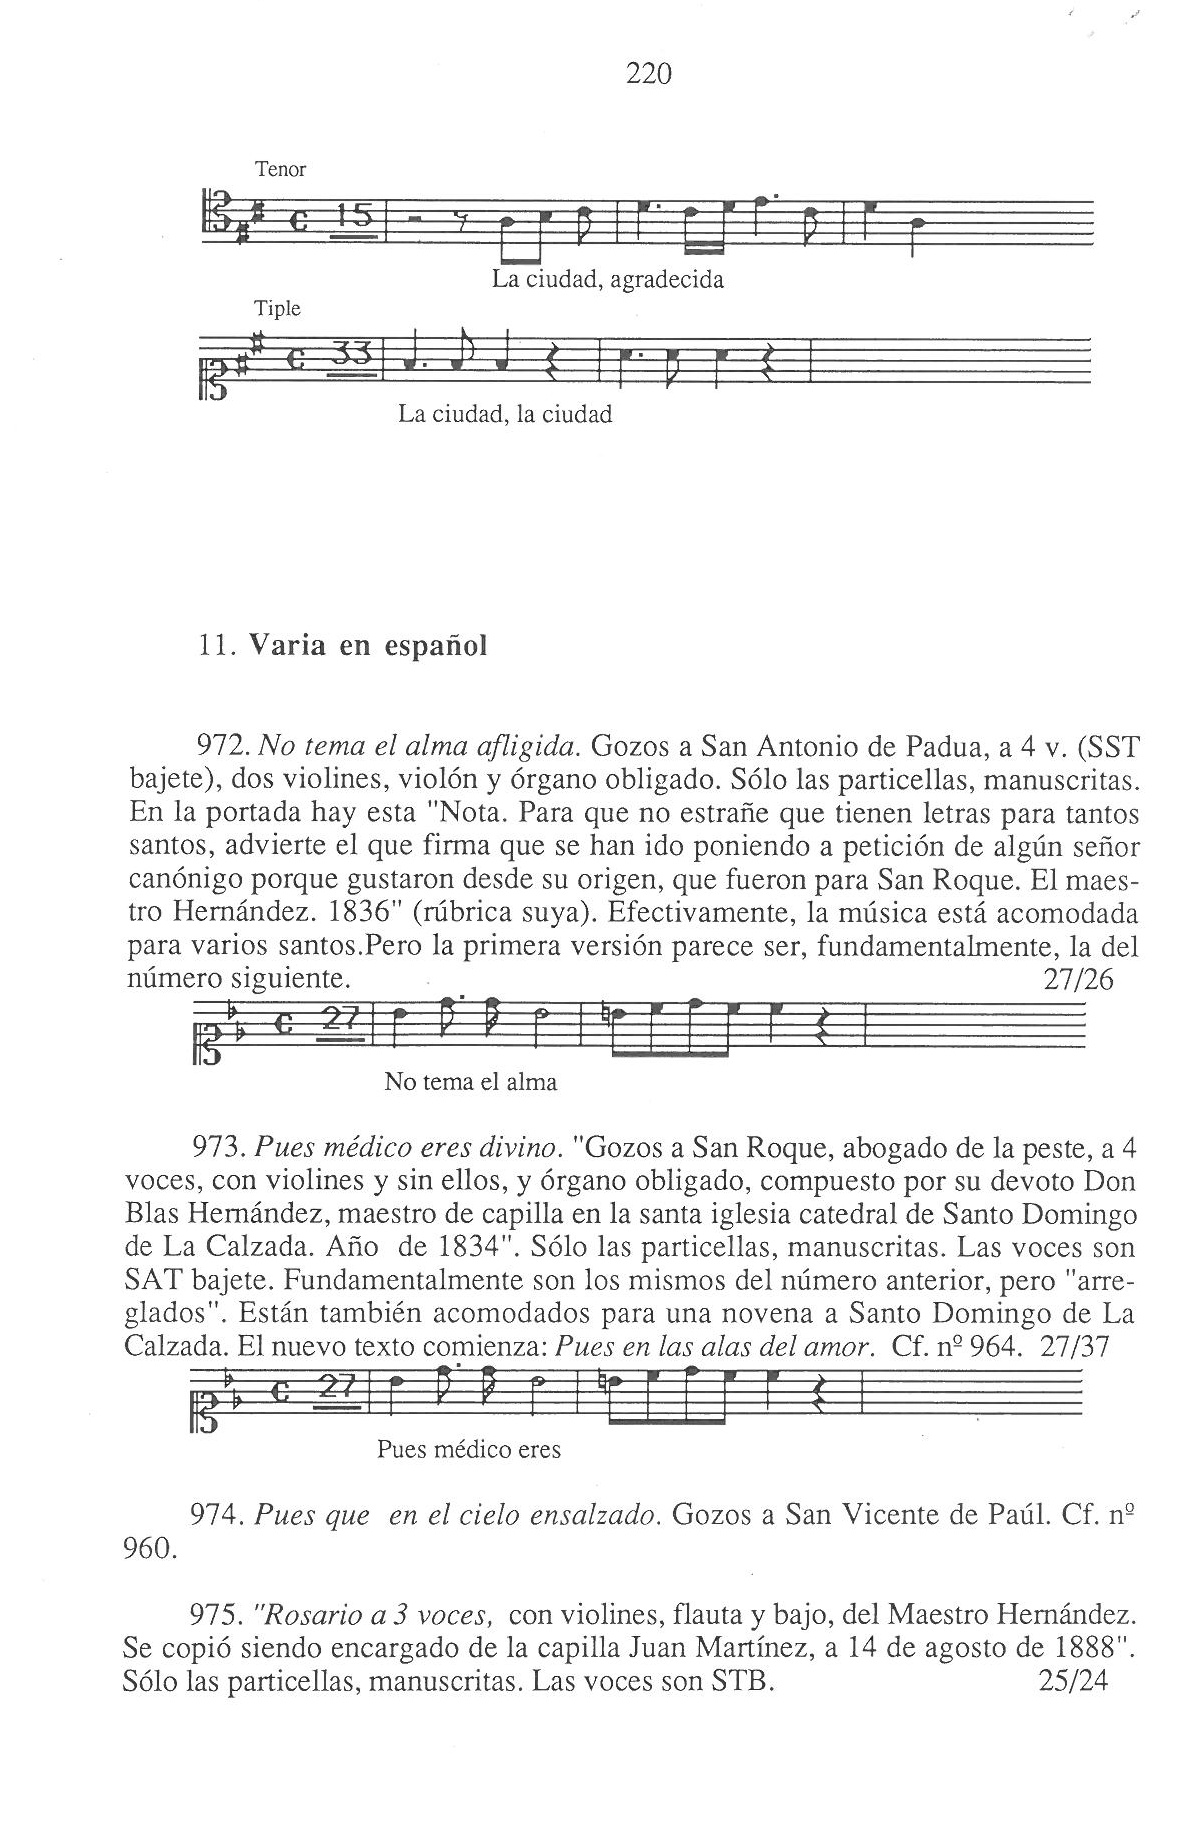 220
Tenor
15
La ciudad, agradecida
Tiple
33
La ciudad, la ciudad
11. Varia en español
972. No tema el alma afligida. Gozos a San Antonio de Padua, a 4 v. (SST
bajete), dos violines, violón y órgano obligado. Sólo las particellas, manuscritas.
En la portada hay esta "Nota. Para que no estrañe que tienen letras para tantos
santos, advierte el que firma que se han ido poniendo a petición de algún señor
canónigo porque gustaron desde su origen, que fueron para San Roque. El maes-
tro Hernández. 1836" (rúbrica suya). Efectivamente, la música está acomodada
para varios santos.Pero la primera versión parece ser, fundamentalmente, la del
número siguiente. 27/26
27
No tema el alma
973. Pues médico eres divino. "Gozos a San Roque, abogado de la peste, a 4
voces, con violines y sin ellos, y órgano obligado, compuesto por su devoto Don
Blas Hernández, maestro de capilla en la santa iglesia catedral de Santo Domingo
de La Calzada. Año de 1834". Sólo las particellas, manuscritas. Las voces son
SAT bajete. Fundamentalmente son los mismos del número anterior, pero "arre-
glados". Están también acomodados para una novena a Santo Domingo de La
Calzada. El nuevo texto comienza: Pues en las alas del amor. Cf. nº 964. 27/37
27
Pues médico eres
974. Pues que en el cielo ensalzado. Gozos a San Vicente de Paúl. Cf. nº
960.
975. "Rosario a 3 voces, con violines, flauta y bajo, del Maestro Hernández.
Se copió siendo encargado de la capilla Juan Martínez, a 14 de agosto de 1888".
Sólo las particellas, manuscritas. Las voces son STB. 25/24